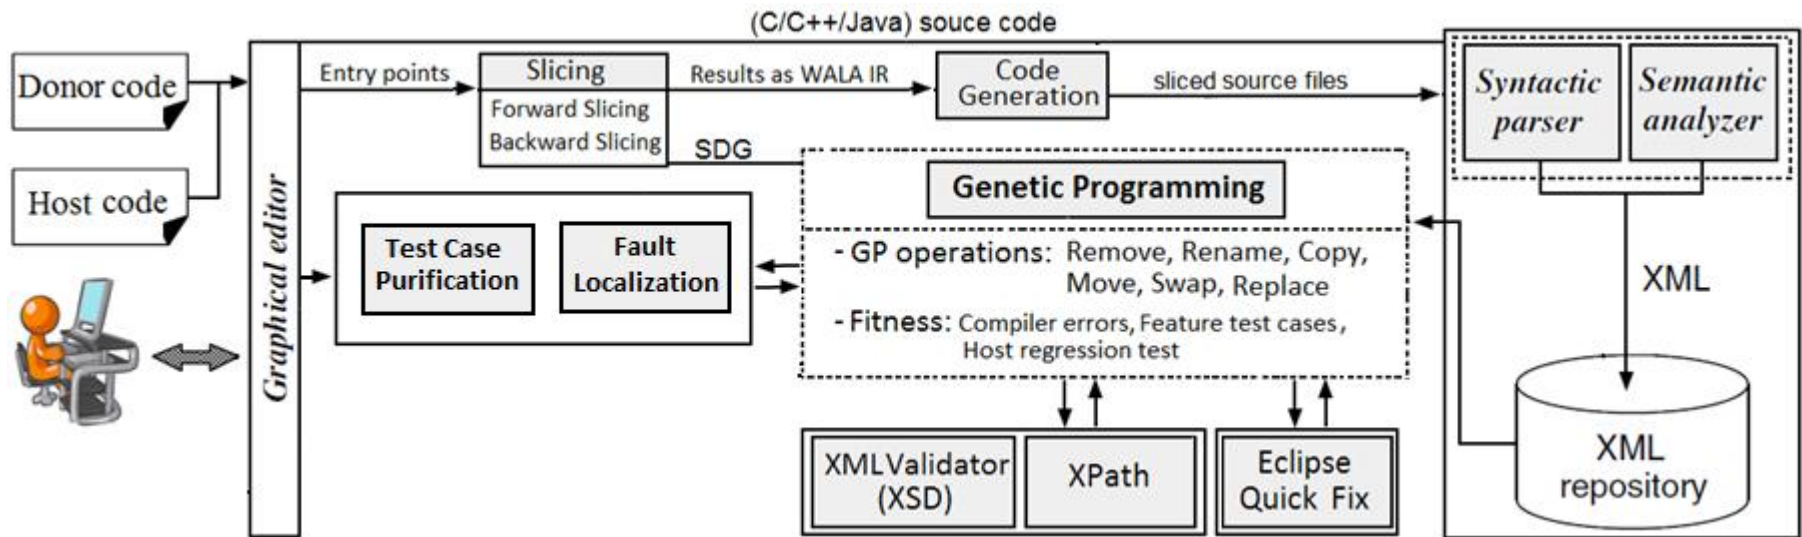 (C/C++/Java) souce code
Donor code
Host code
Graphical editor
Entry points
Slicing
Forward Slicing
Backward Slicing
Results as WALA IR
Code
Generation
sliced source files
Syntactic
parser
Semantic
analyzer
SDG
Test Case
Purification
Fault
Localization
Genetic Programming
- GP operations: Remove, Rename, Copy,
Move, Swap, Replace
- Fitness: Compiler errors, Feature test cases,
Host regression test
XML
XMLValidator
(XSD)
XPath
Eclipse
Quick Fix
XML
repository